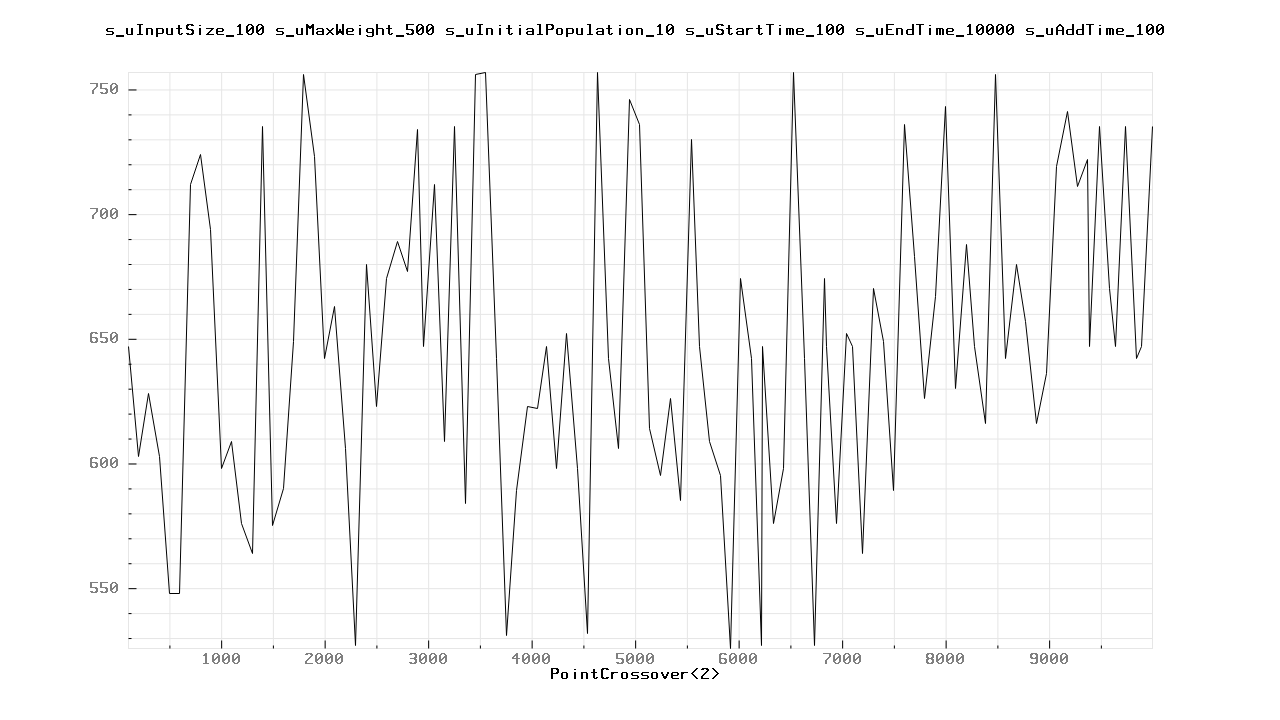 s_uInputSize_100 s_uMaxWeight_500 s_uInitialPopulation_10 s_uStartTime_100 s_uEndTime_10000 s_uAddTime_100
750
700
650
600
550
1000 2000 3000 4000 5000 6000 7000 8000 9000
PointCrossover<2>